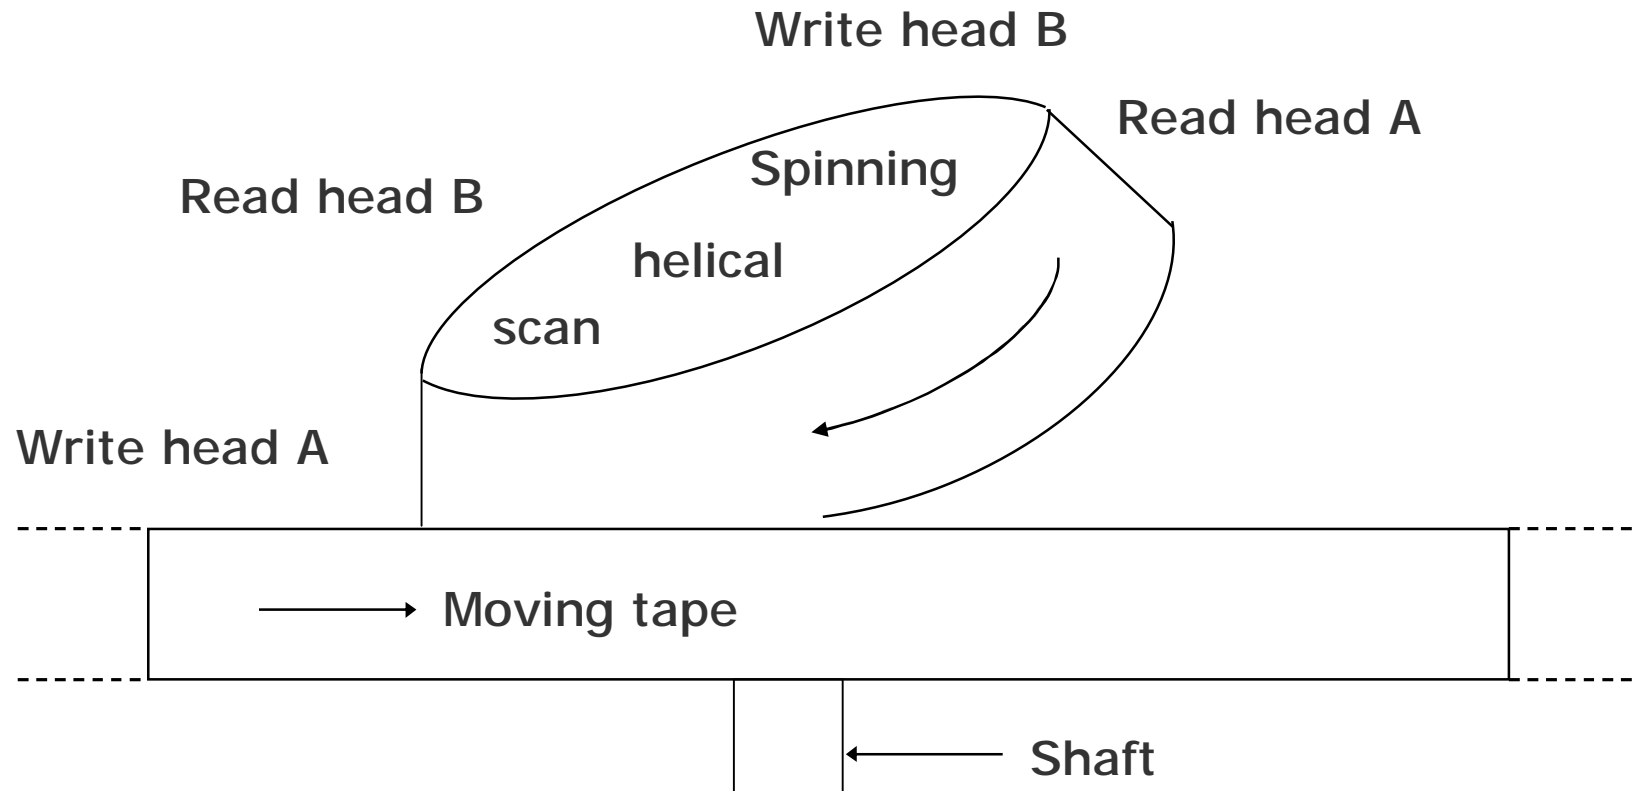 Write head B
Read head A
Spinning
Read head B
helical
scan
Write head A
Moving tape
Shaft